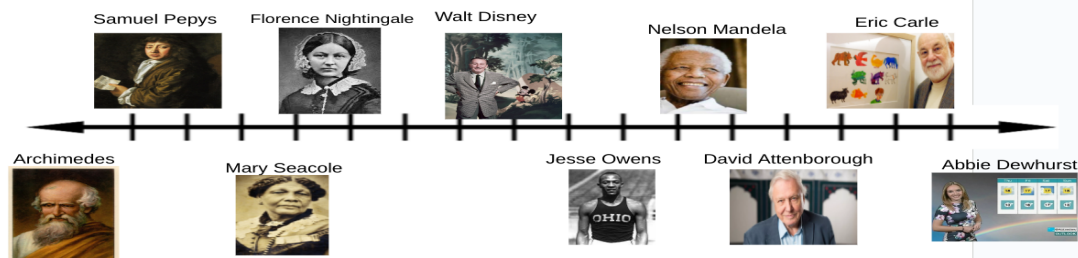 Samuel Pepys
Florence Nightingale
Walt Disney
Nelson Mandela
Eric Carle
Archimedes
Mary Seacole
Jesse Owens
David Attenborough
Abbie Dewhurst
OHIO